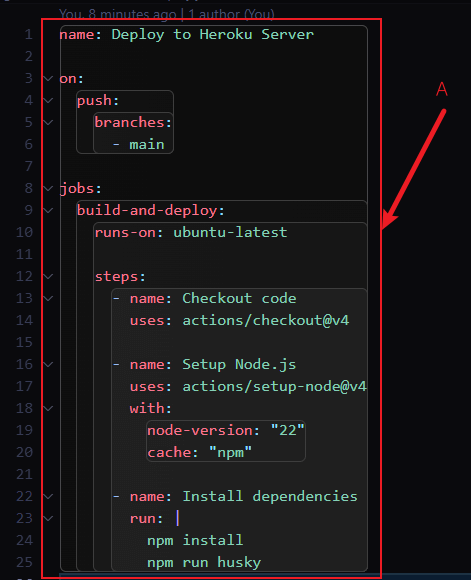 You, 8 minutes ago | 1 author (You)
1 name: Deploy to Heroku Server
2
3 on:
4 push:
5 branches:
6 - main
7
8 jobs:
9 build-and-deploy:
10 runs-on: ubuntu-latest
11
12 steps:
13 - name: Checkout code
14 uses: actions/checkout@v4
15
16 - name: Setup Node.js
17 uses: actions/setup-node@v4
18 with:
19 node-version: "22"
20 cache: "npm"
21
22 - name: Install dependencies
23 run: |
24 npm install
25 npm run husky
A